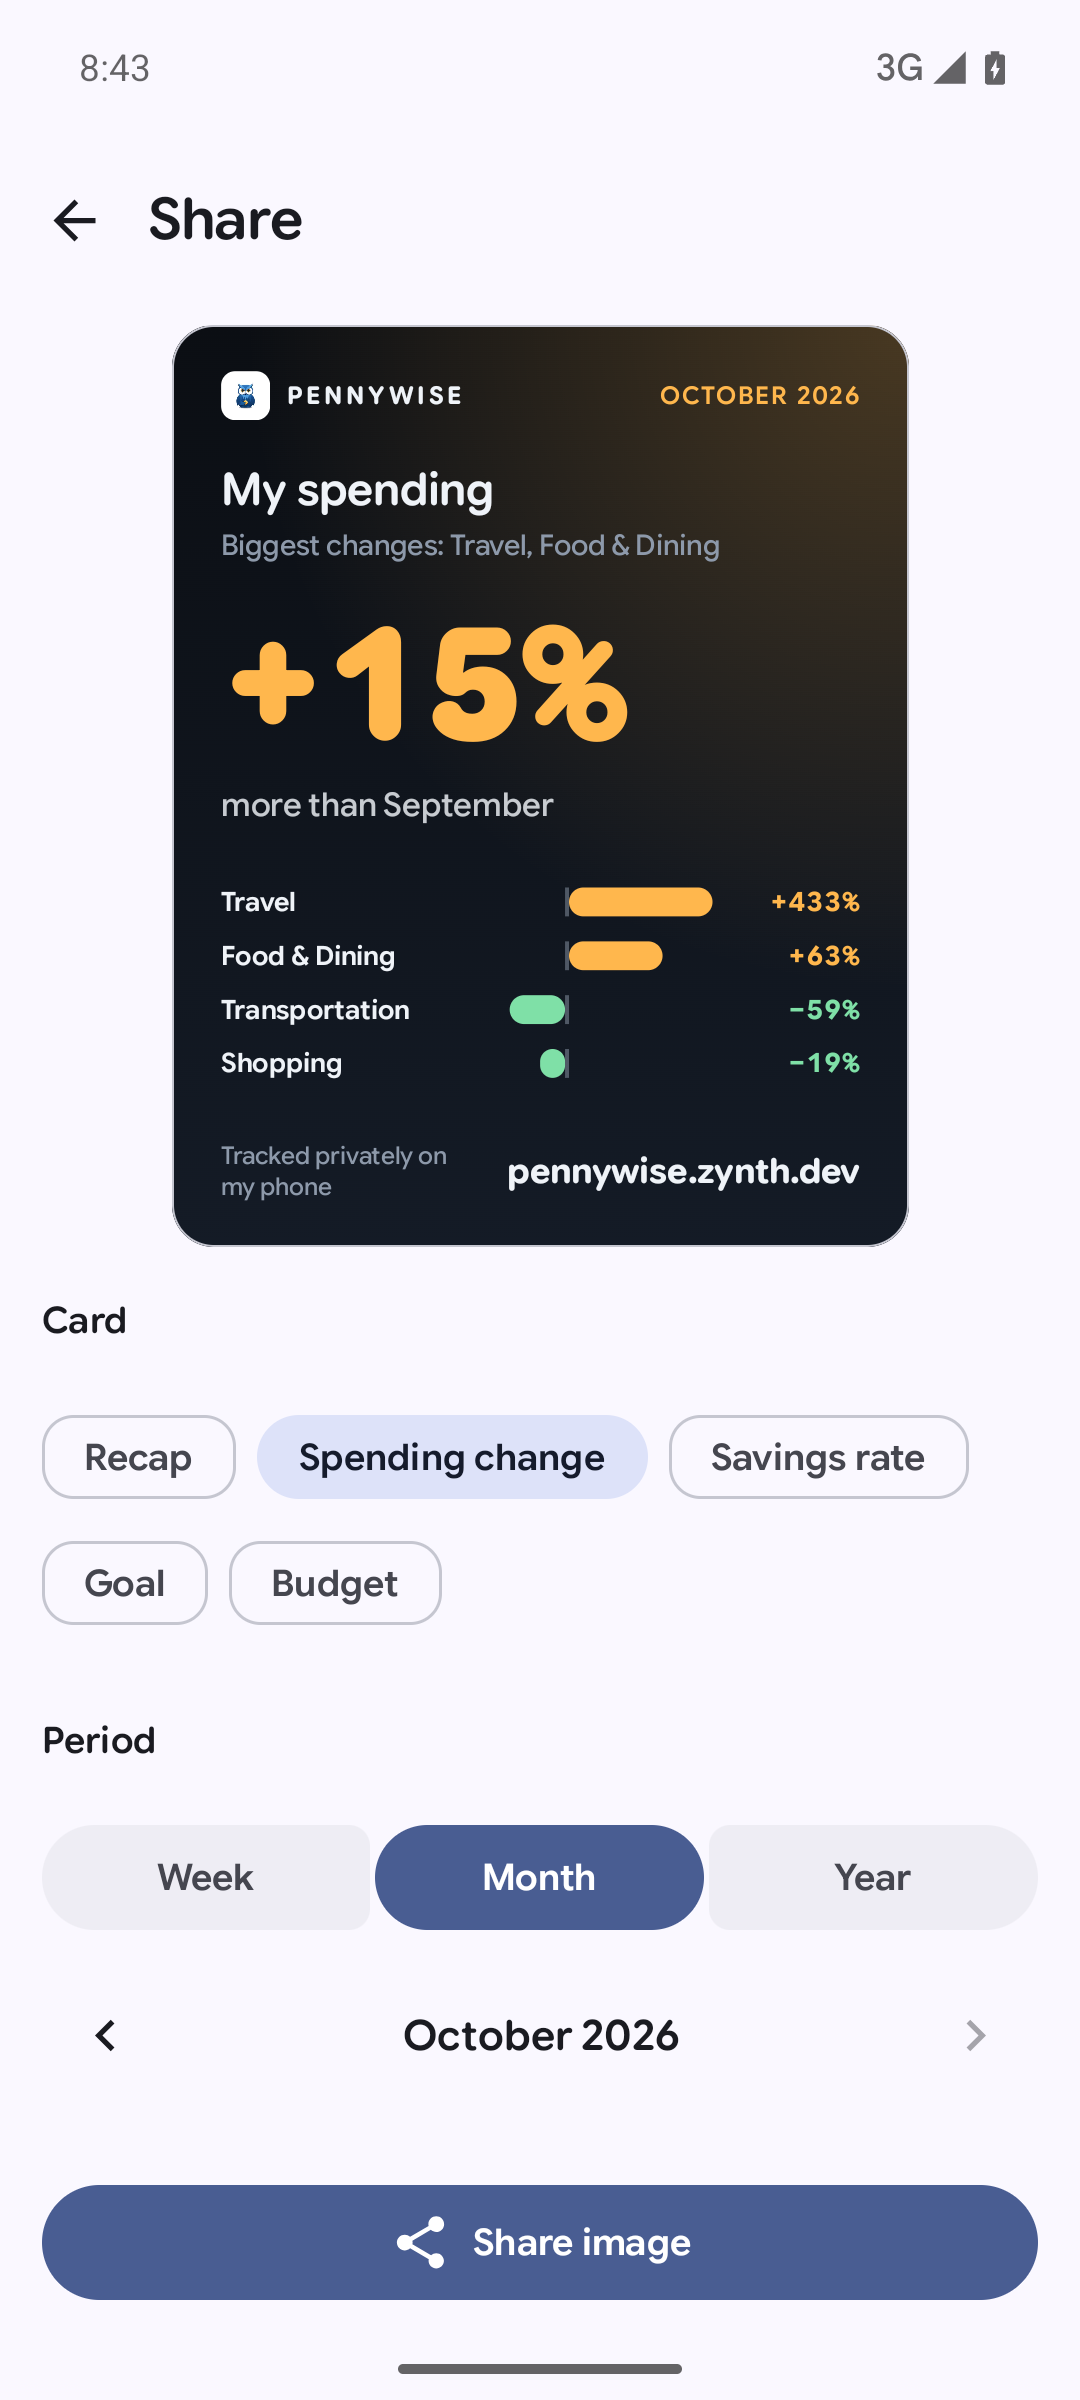 8:43
3G
Share
PENNYWISE
OCTOBER 2026
My spending
Biggest changes: Travel, Food & Dining
+15%
more than September
Travel +433%
Food & Dining +63%
Transportation −59%
Shopping −19%
Tracked privately on
my phone
pennywise.zynth.dev
Card
Recap
Spending change
Savings rate
Goal
Budget
Period
Week
Month
Year
October 2026
Share image